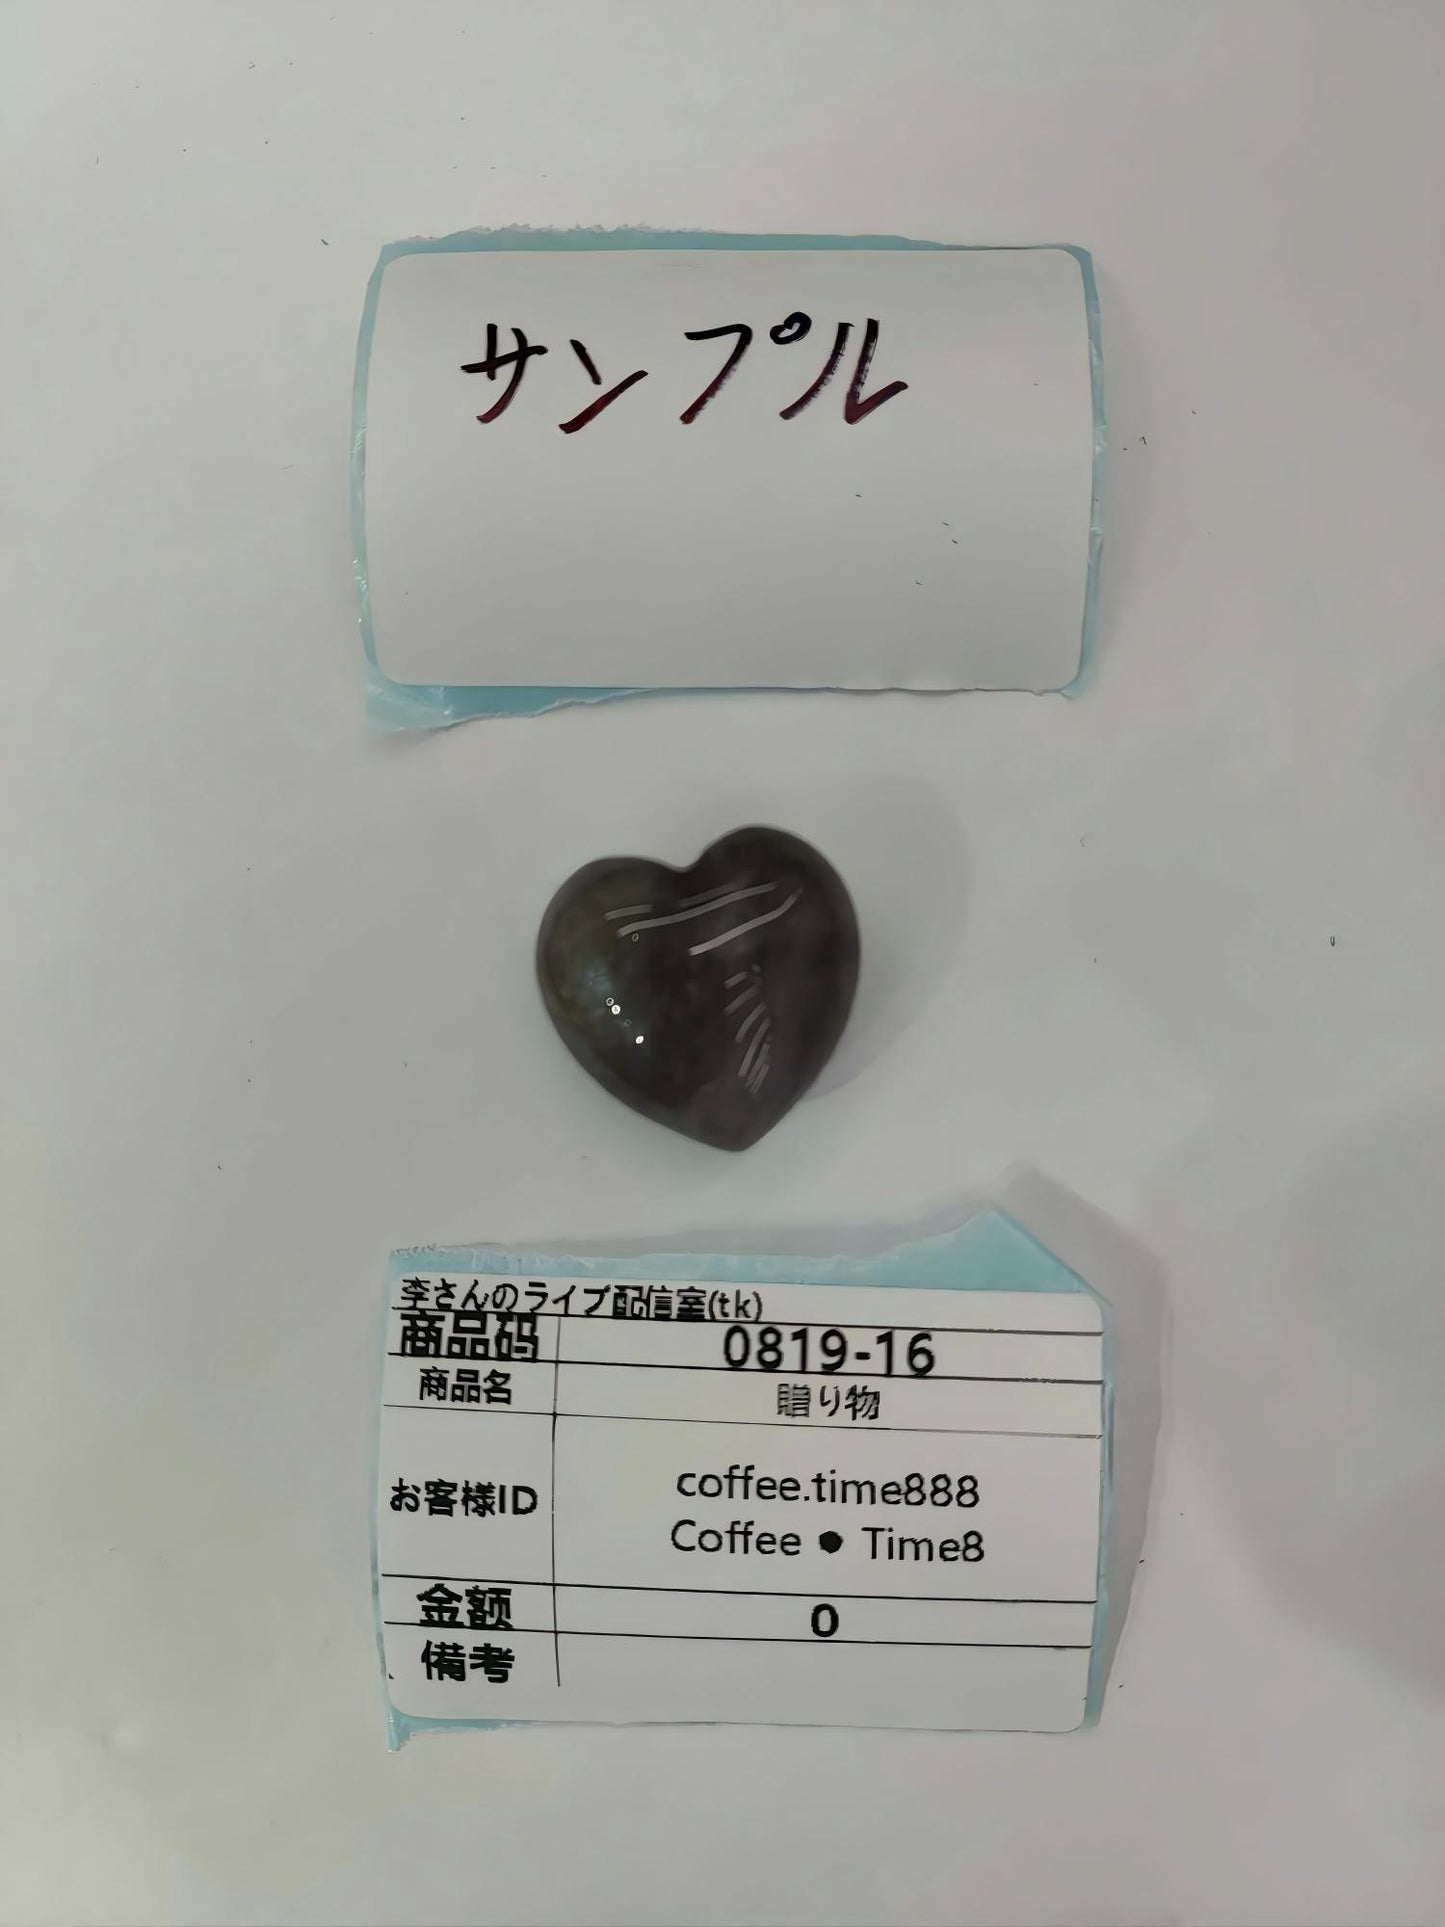 サンプル
李さんのライブ配信室(tk)
商品码 0819-16
商品名 贈り物
お客様ID coffee.time888
Coffee ● Time8
金额 0
備考